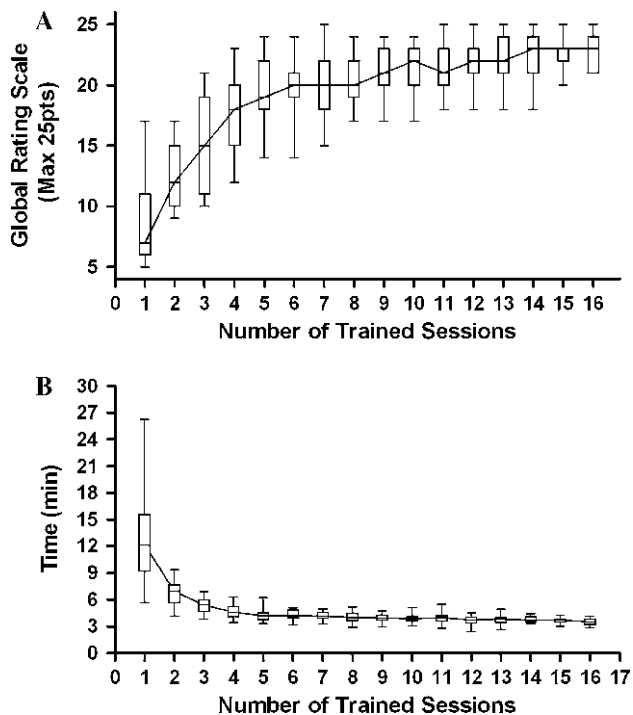 A
Global Rating Scale
(Max 25pts)
25
20
15
10
5
0 1 2 3 4 5 6 7 8 9 10 11 12 13 14 15 16
Number of Trained Sessions
B
Time (min)
30
27
24
21
18
15
12
9
6
3
0
0 1 2 3 4 5 6 7 8 9 10 11 12 13 14 15 16 17
Number of Trained Sessions